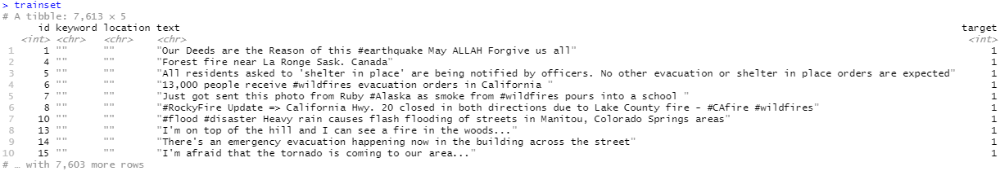 > trainset
# A tibble: 7,613 × 5
id keyword location text target
<int> <chr> <chr> <chr> <int>
1 1 "" "" "Our Deeds are the Reason of this #earthquake May ALLAH Forgive us all" 1
2 4 "" "" "Forest fire near La Ronge Sask. Canada" 1
3 5 "" "" "All residents asked to 'shelter in place' are being notified by officers. No other evacuation or shelter in place orders are expected" 1
4 6 "" "" "13,000 people receive #wildfires evacuation orders in California " 1
5 7 "" "" "Just got sent this photo from Ruby #Alaska as smoke from #wildfires pours into a school " 1
6 8 "" "" "#RockyFire Update => California Hwy. 20 closed in both directions due to Lake County fire - #CAfire #wildfires" 1
7 10 "" "" "#flood #disaster Heavy rain causes flash flooding of streets in Manitou, Colorado Springs areas" 1
8 13 "" "" "I'm on top of the hill and I can see a fire in the woods..." 1
9 14 "" "" "There's an emergency evacuation happening now in the building across the street" 1
10 15 "" "" "I'm afraid that the tornado is coming to our area..." 1
# … with 7,603 more rows